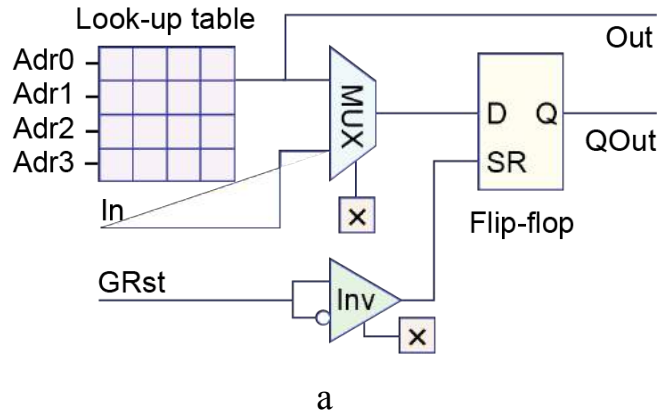 Look-up table
Out
Adr0
Adr1
Adr2
Adr3
MUX
D Q
QOut
SR
In
×
Flip-flop
GRst
Inv
×
a